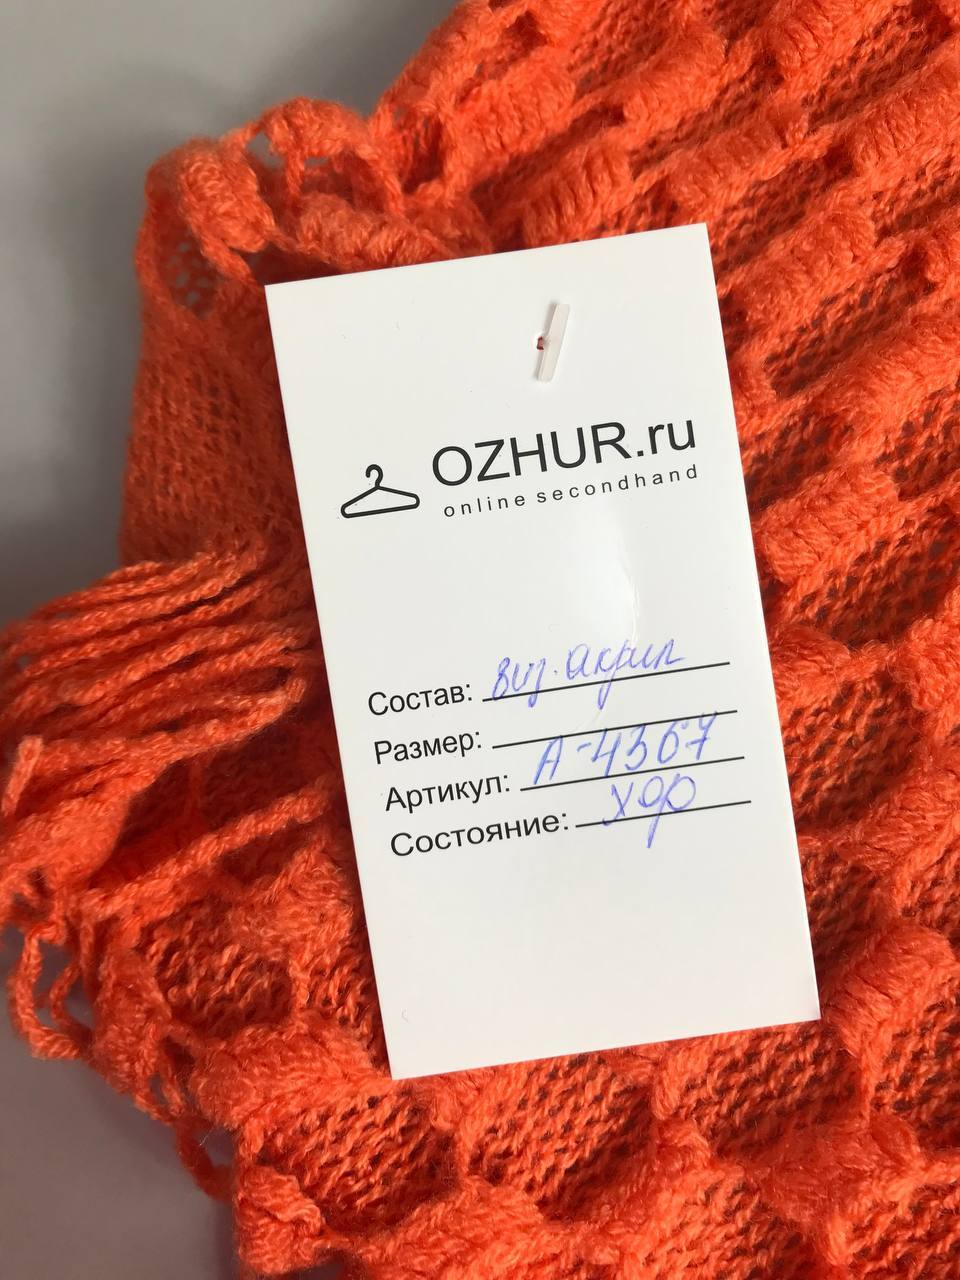 OZHUR.ru
online secondhand
Состав: виз. акрил
Размер:
Артикул: А-4367
Состояние: хор